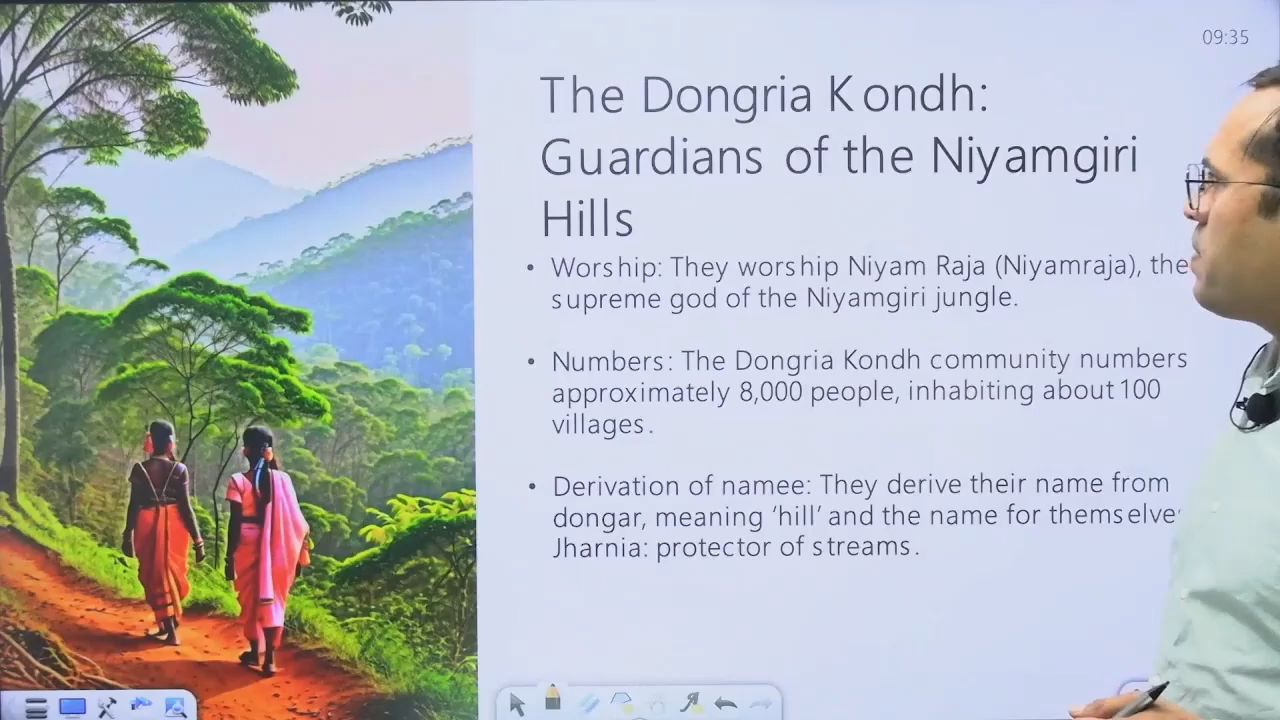 09:35
The Dongria Kondh:
Guardians of the Niyamgiri
Hills
• Worship: They worship Niyam Raja (Niyamraja), the
supreme god of the Niyamgiri jungle.
• Numbers: The Dongria Kondh community numbers
approximately 8,000 people, inhabiting about 100
villages.
• Derivation of namee: They derive their name from
dongar, meaning ‘hill’ and the name for themselve
Jharnia: protector of streams.